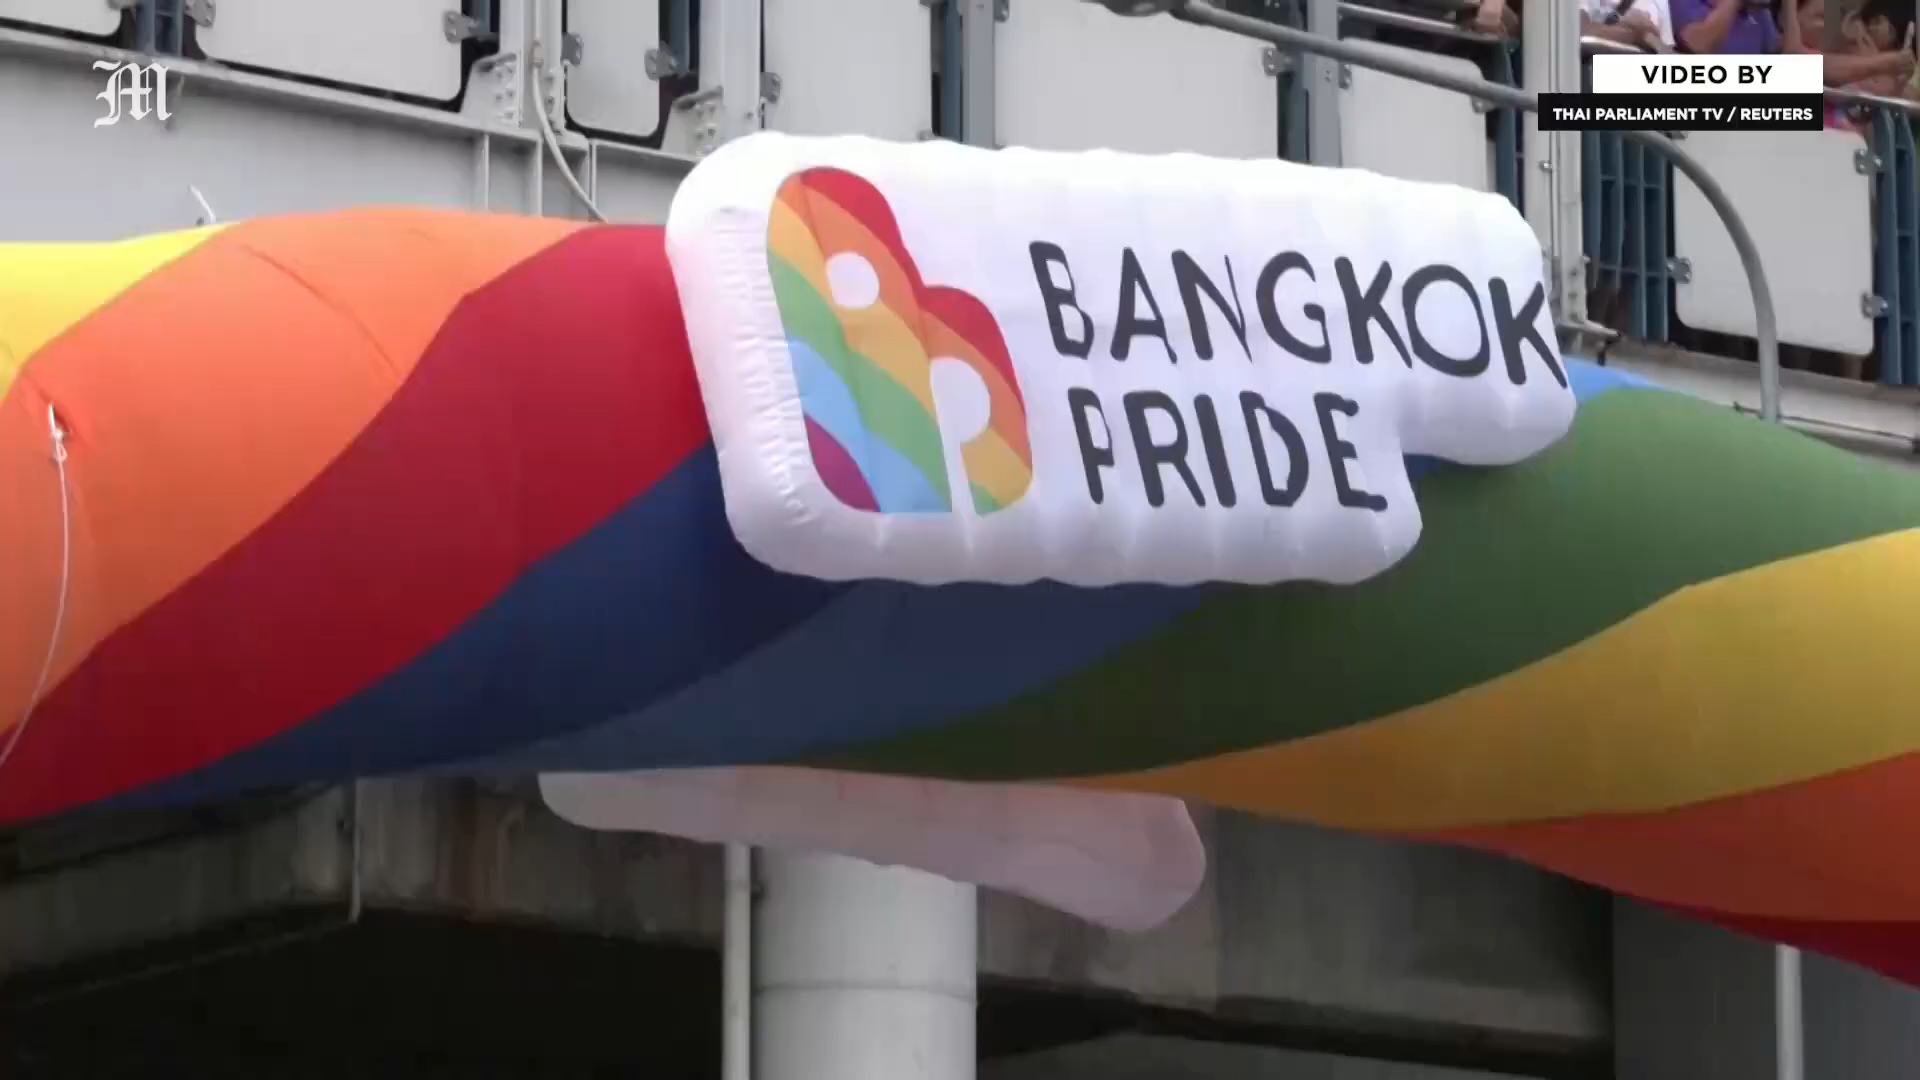 M
VIDEO BY
THAI PARLIAMENT TV / REUTERS
BANGKOK
PRIDE